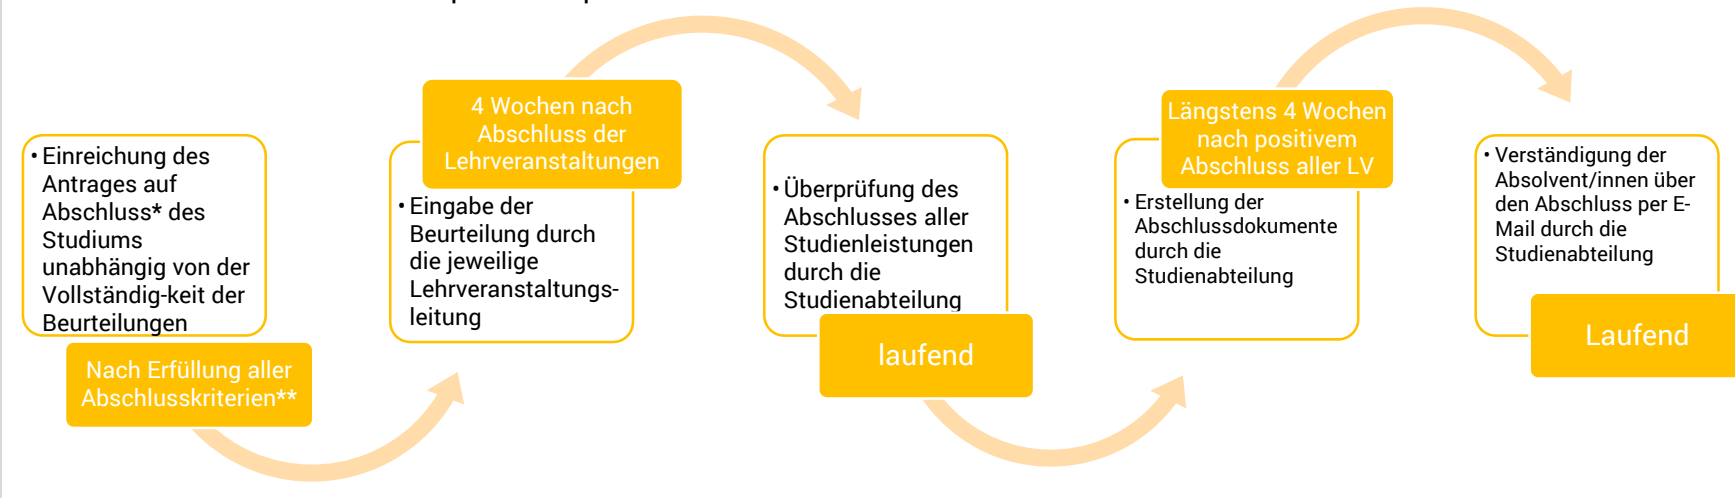 • Einreichung des
Antrages auf
Abschluss* des
Studiums
unabhängig von der
Vollständig-keit der
Beurteilungen
Nach Erfüllung aller
Abschlusskriterien**
4 Wochen nach
Abschluss der
Lehrveranstaltungen
• Eingabe der
Beurteilung durch
die jeweilige
Lehrveranstaltungs-
leitung
• Überprüfung des
Abschlusses aller
Studienleistungen
durch die
Studienabteilung
laufend
Längstens 4 Wochen
nach positivem
Abschluss aller LV
• Erstellung der
Abschlussdokumente
durch die
Studienabteilung
• Verständigung der
Absolvent/innen über
den Abschluss per E-
Mail durch die
Studienabteilung
Laufend